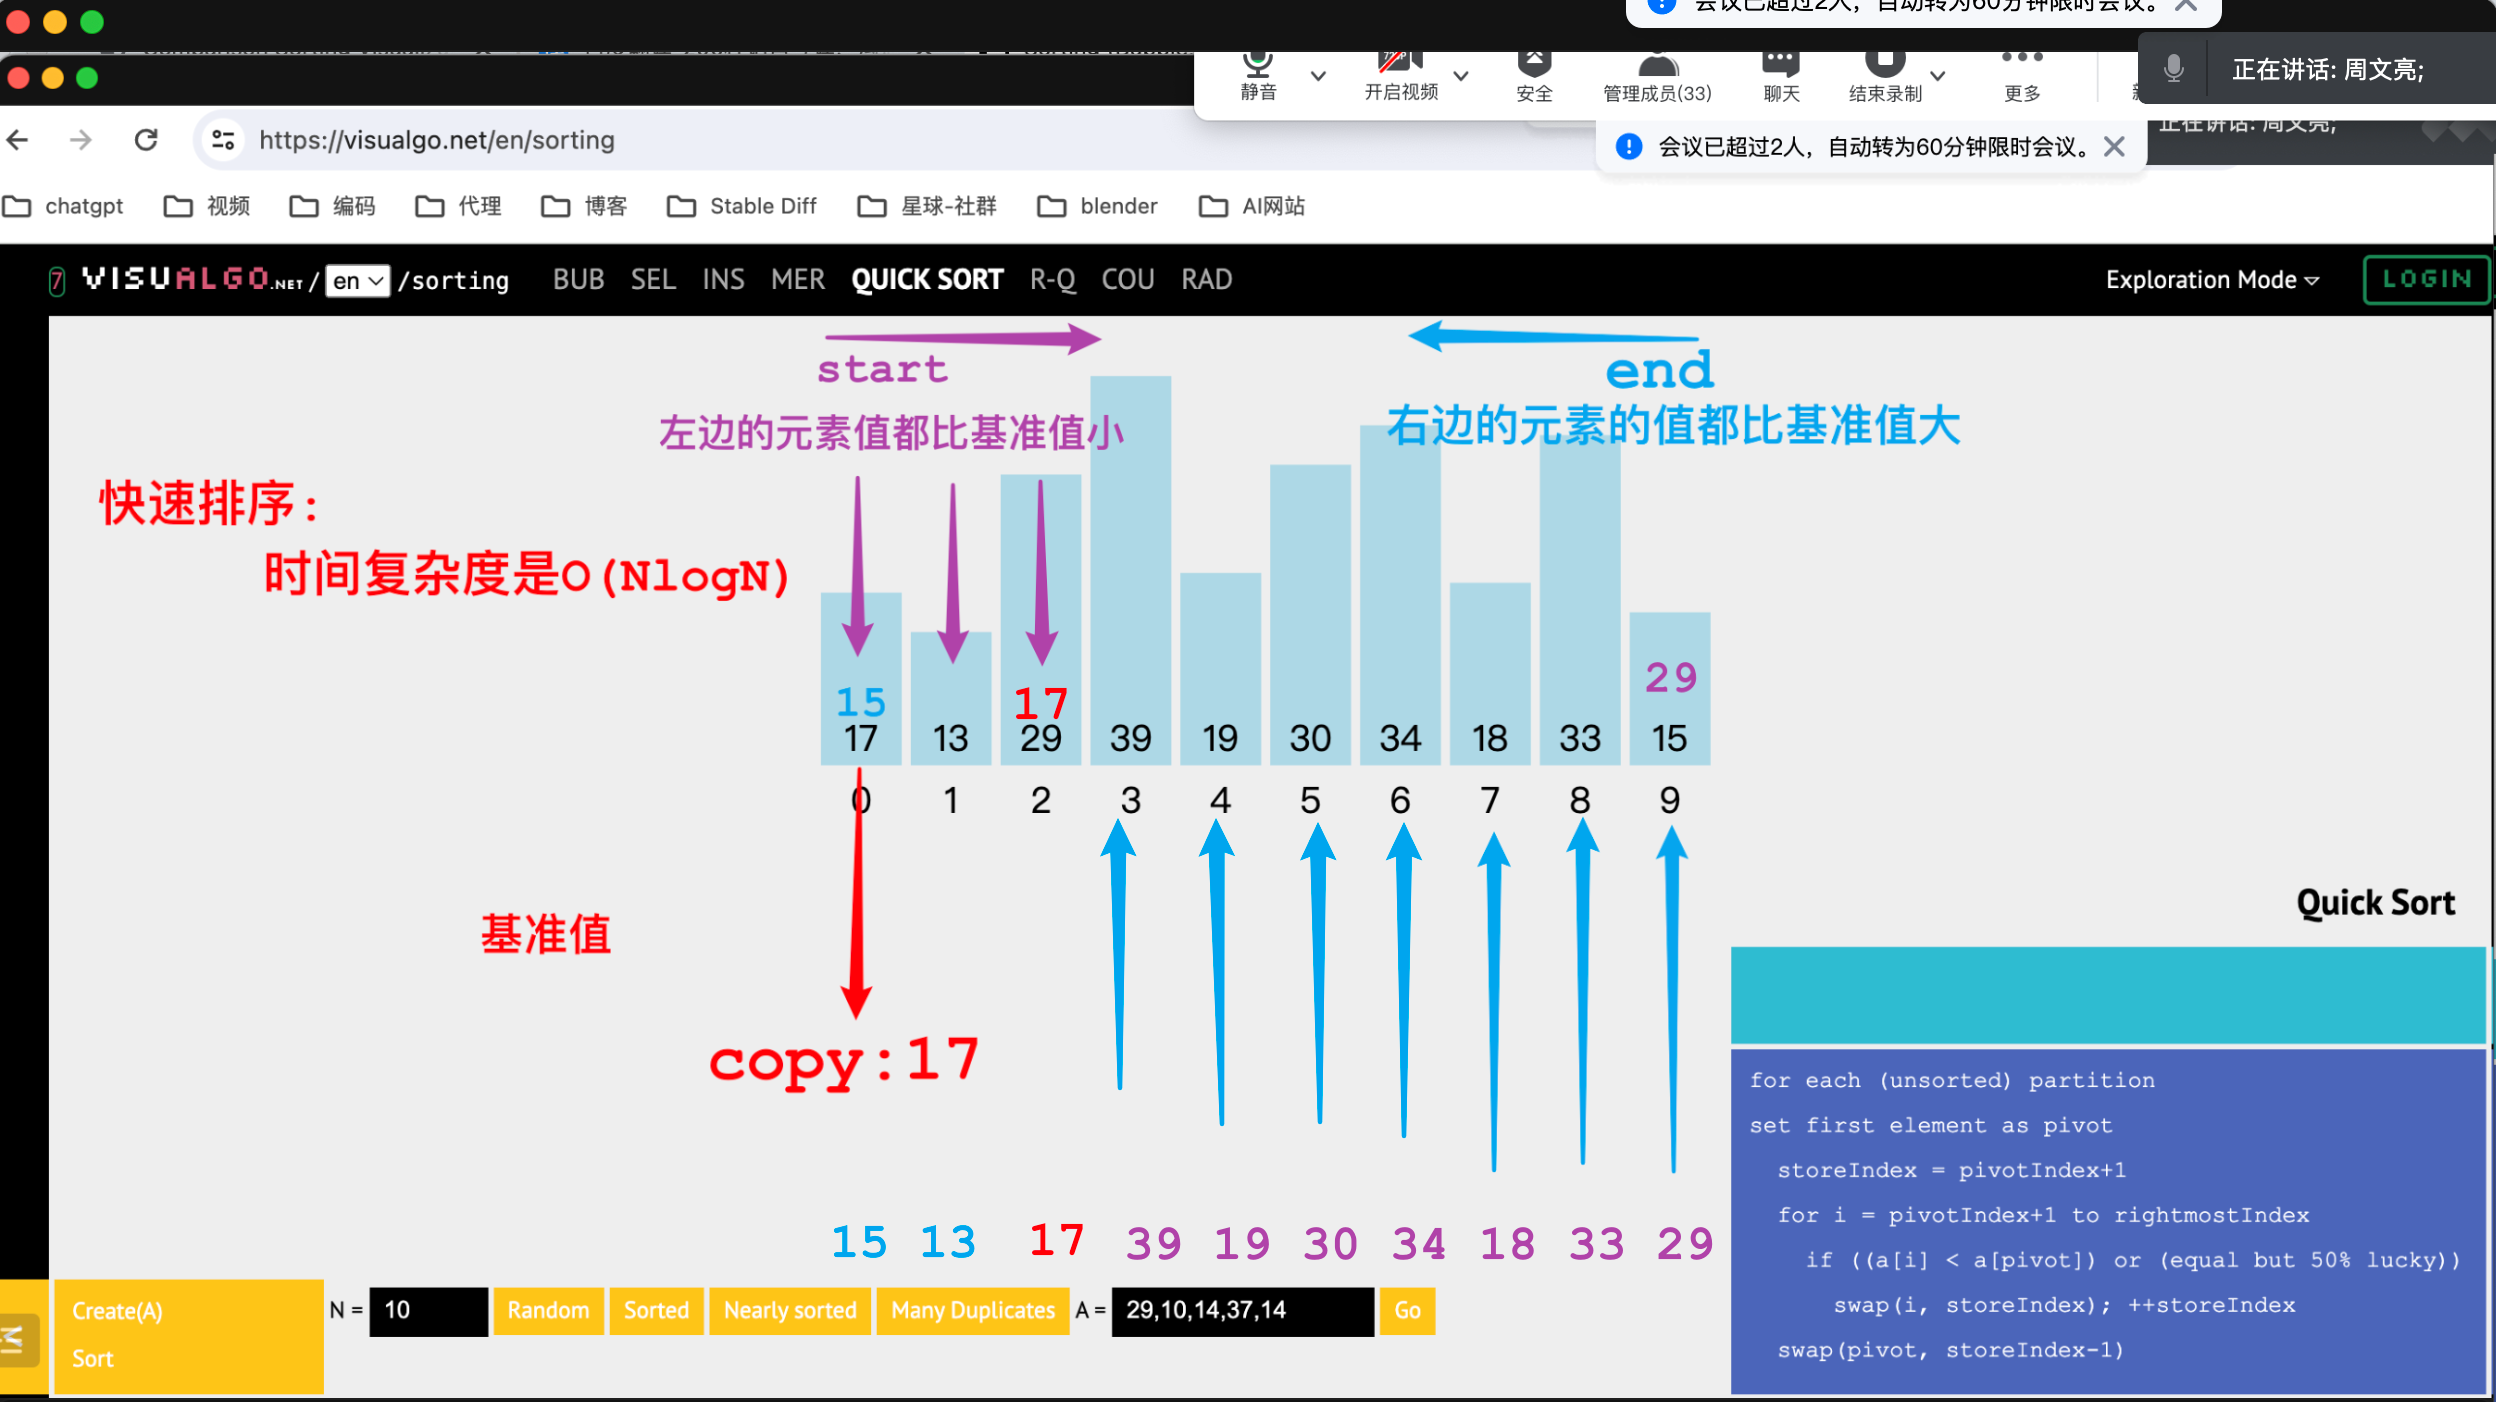 会议已超过2人，自动转为60分钟限时会议。
静音
开启视频
安全
管理成员(33)
聊天
结束录制
更多
正在讲话: 周文亮;
正在讲话: 周文亮;
https://visualgo.net/en/sorting
会议已超过2人，自动转为60分钟限时会议。
chatgpt 视频 编码 代理 博客 Stable Diff 星球-社群 blender AI网站
7 VISUALGO.NET/ en /sorting BUB SEL INS MER QUICK SORT R-Q COU RAD Exploration Mode LOGIN
start
end
左边的元素值都比基准值小
右边的元素的值都比基准值大
快速排序:
时间复杂度是O(NlogN)
15 17 29
17 13 29 39 19 30 34 18 33 15
0 1 2 3 4 5 6 7 8 9
基准值
Quick Sort
copy:17
for each (unsorted) partition
set first element as pivot
storeIndex = pivotIndex+1
for i = pivotIndex+1 to rightmostIndex
if ((a[i] < a[pivot]) or (equal but 50% lucky))
swap(i, storeIndex); ++storeIndex
swap(pivot, storeIndex-1)
15 13 17 39 19 30 34 18 33 29
Create(A) N = 10 Random Sorted Nearly sorted Many Duplicates A = 29,10,14,37,14 Go
Sort